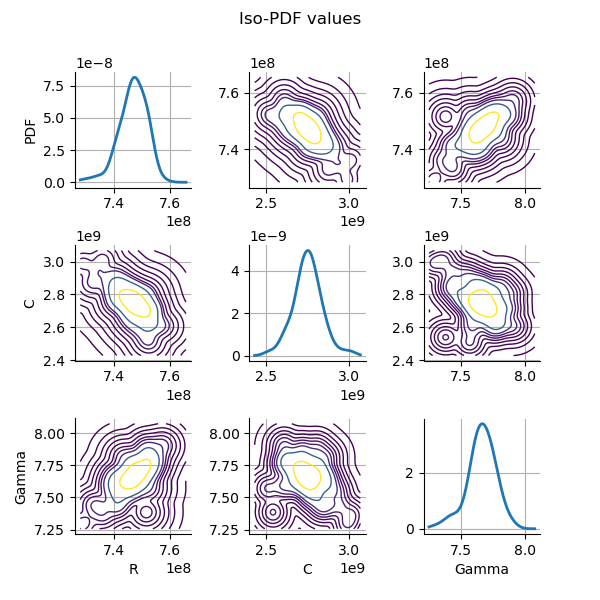 Iso-PDF values
1e−8
1e8
1e8
PDF
7.5
5.0
2.5
0.0
7.6
7.4
7.6
7.4
7.4 7.6
1e8
2.5 3.0
1e9
7.5 8.0
1e9
4e−9
1e9
C
3.0
2.8
2.6
2.4
4
2
0
3.0
2.8
2.6
2.4
7.4 7.6
1e8
2.5 3.0
1e9
7.5 8.0
Gamma
8.00
7.75
7.50
7.25
8.00
7.75
7.50
7.25
2
0
7.4 7.6
1e8
2.5 3.0
1e9
7.5 8.0
R
C
Gamma